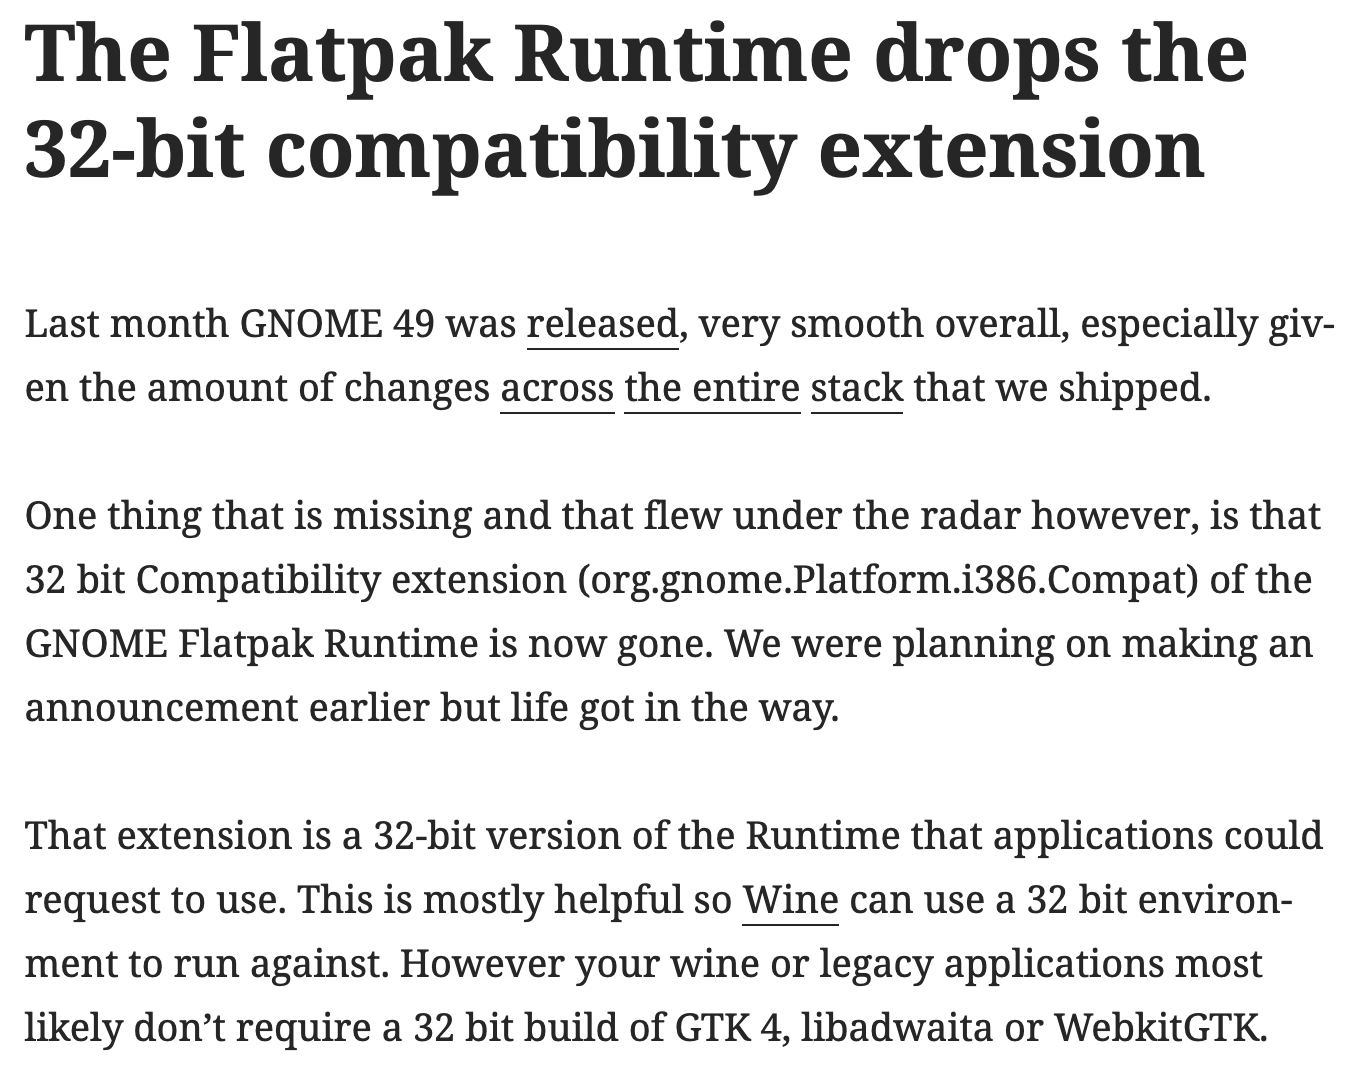 The Flatpak Runtime drops the
32-bit compatibility extension
Last month GNOME 49 was released, very smooth overall, especially giv-
en the amount of changes across the entire stack that we shipped.
One thing that is missing and that flew under the radar however, is that
32 bit Compatibility extension (org.gnome.Platform.i386.Compat) of the
GNOME Flatpak Runtime is now gone. We were planning on making an
announcement earlier but life got in the way.
That extension is a 32-bit version of the Runtime that applications could
request to use. This is mostly helpful so Wine can use a 32 bit environ-
ment to run against. However your wine or legacy applications most
likely don’t require a 32 bit build of GTK 4, libadwaita or WebkitGTK.